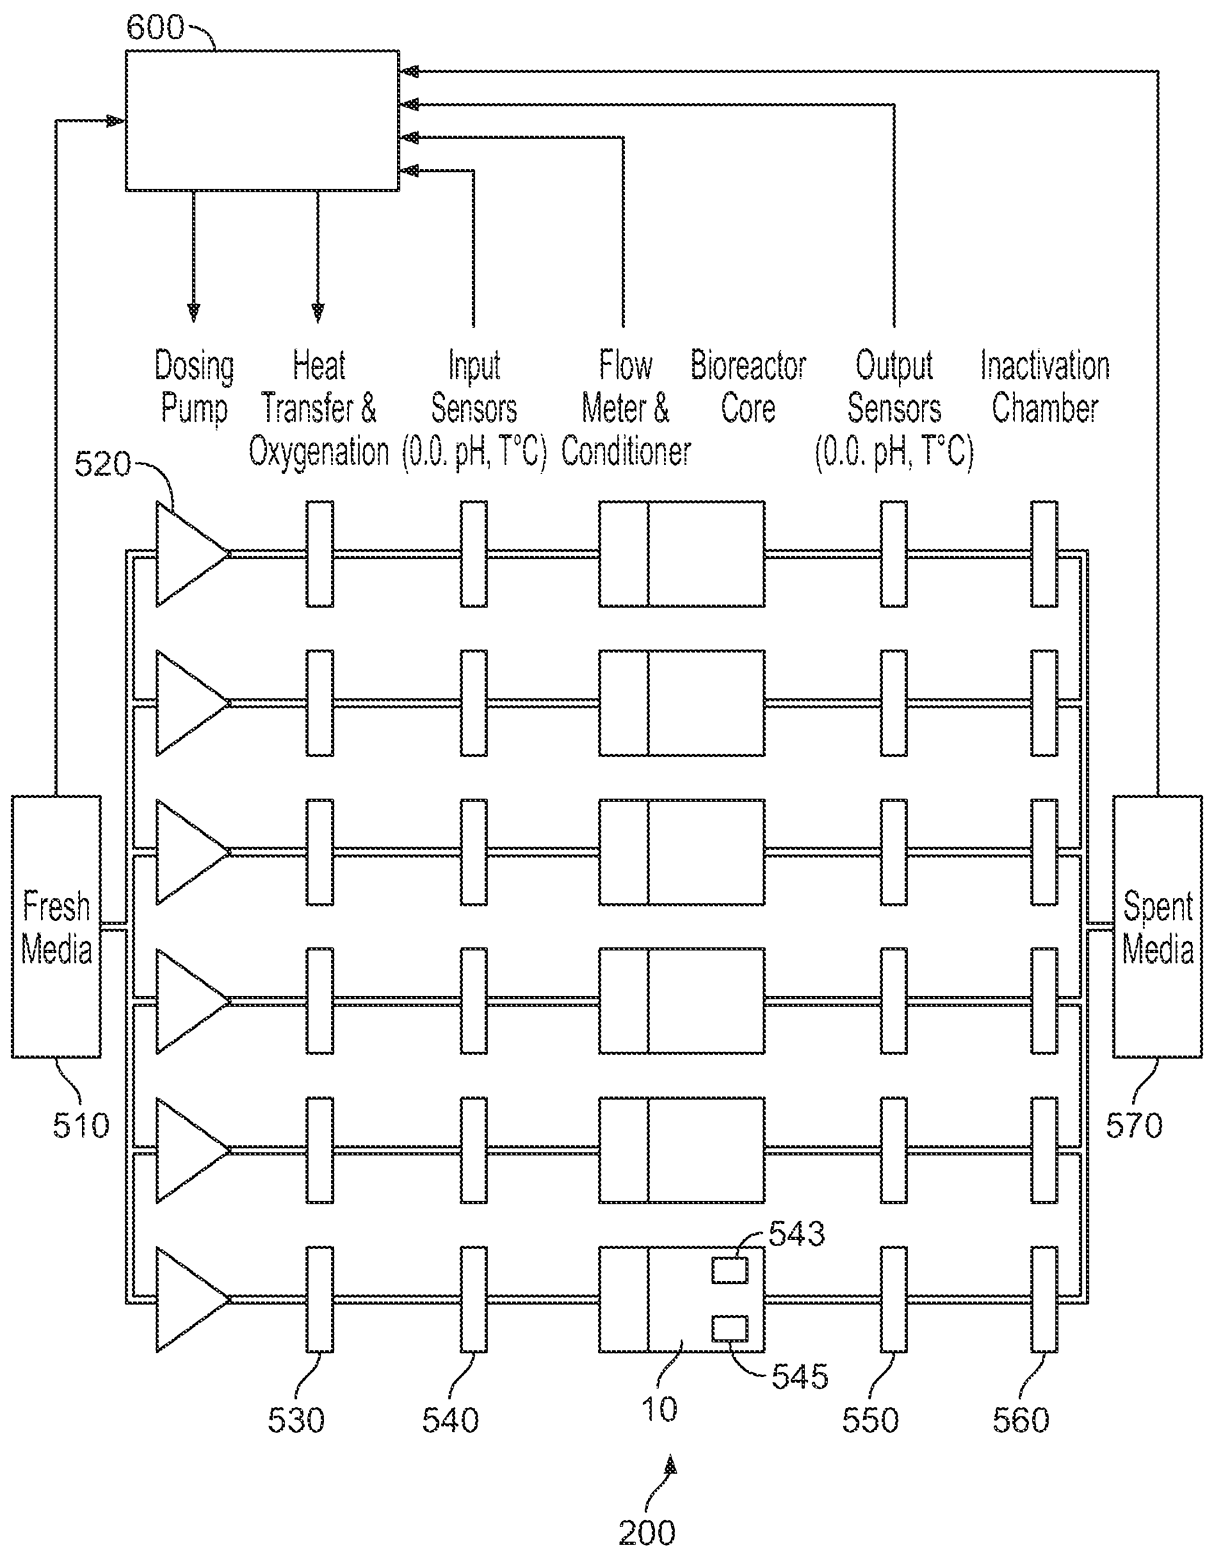 600
Dosing
Pump
Heat
Transfer &
Oxygenation
Input
Sensors
(0.0. pH, T°C)
Flow
Meter &
Conditioner
Bioreactor
Core
Output
Sensors
(0.0. pH, T°C)
Inactivation
Chamber
520
Fresh
Media
Spent
Media
510
570
543
545
530
540
10
550
560
200